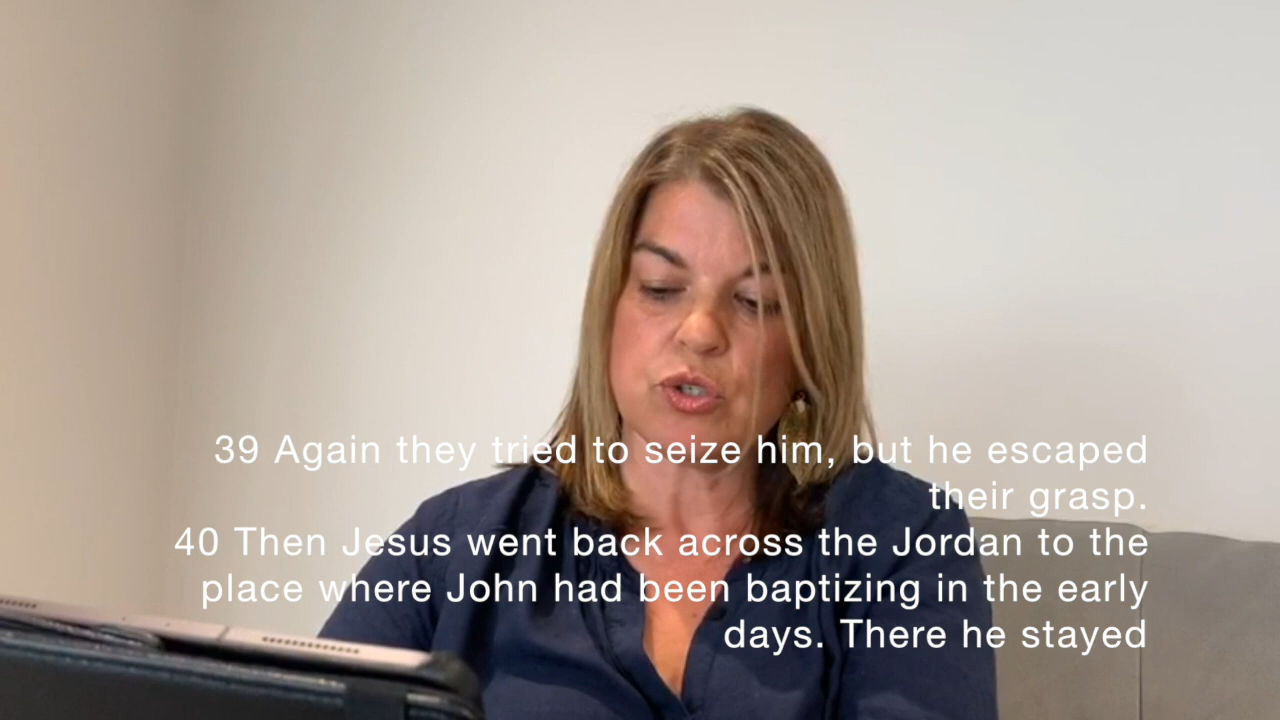 39 Again they tried to seize him, but he escaped
their grasp.
40 Then Jesus went back across the Jordan to the
place where John had been baptizing in the early
days. There he stayed